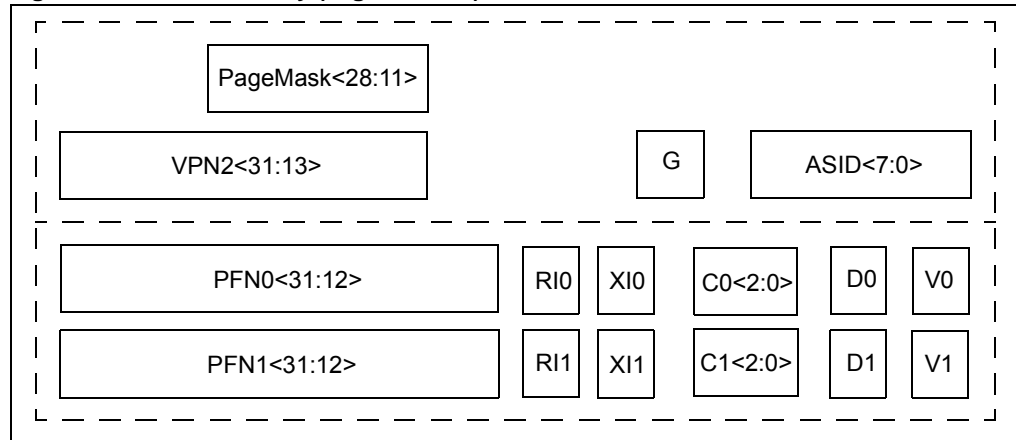 PageMask<28:11>
VPN2<31:13> G ASID<7:0>
PFN0<31:12> RI0 XI0 C0<2:0> D0 V0
PFN1<31:12> RI1 XI1 C1<2:0> D1 V1